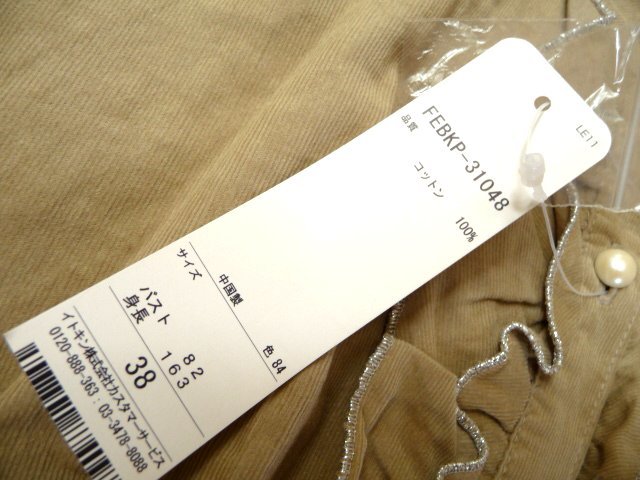 LE11
FEBKP-31048
品質
コットン 100%
中国製 色 84
サイズ
バスト 82
身長 163
38
イトキン株式会社カスタマーサービス
0120-888-363:03-3478-8088